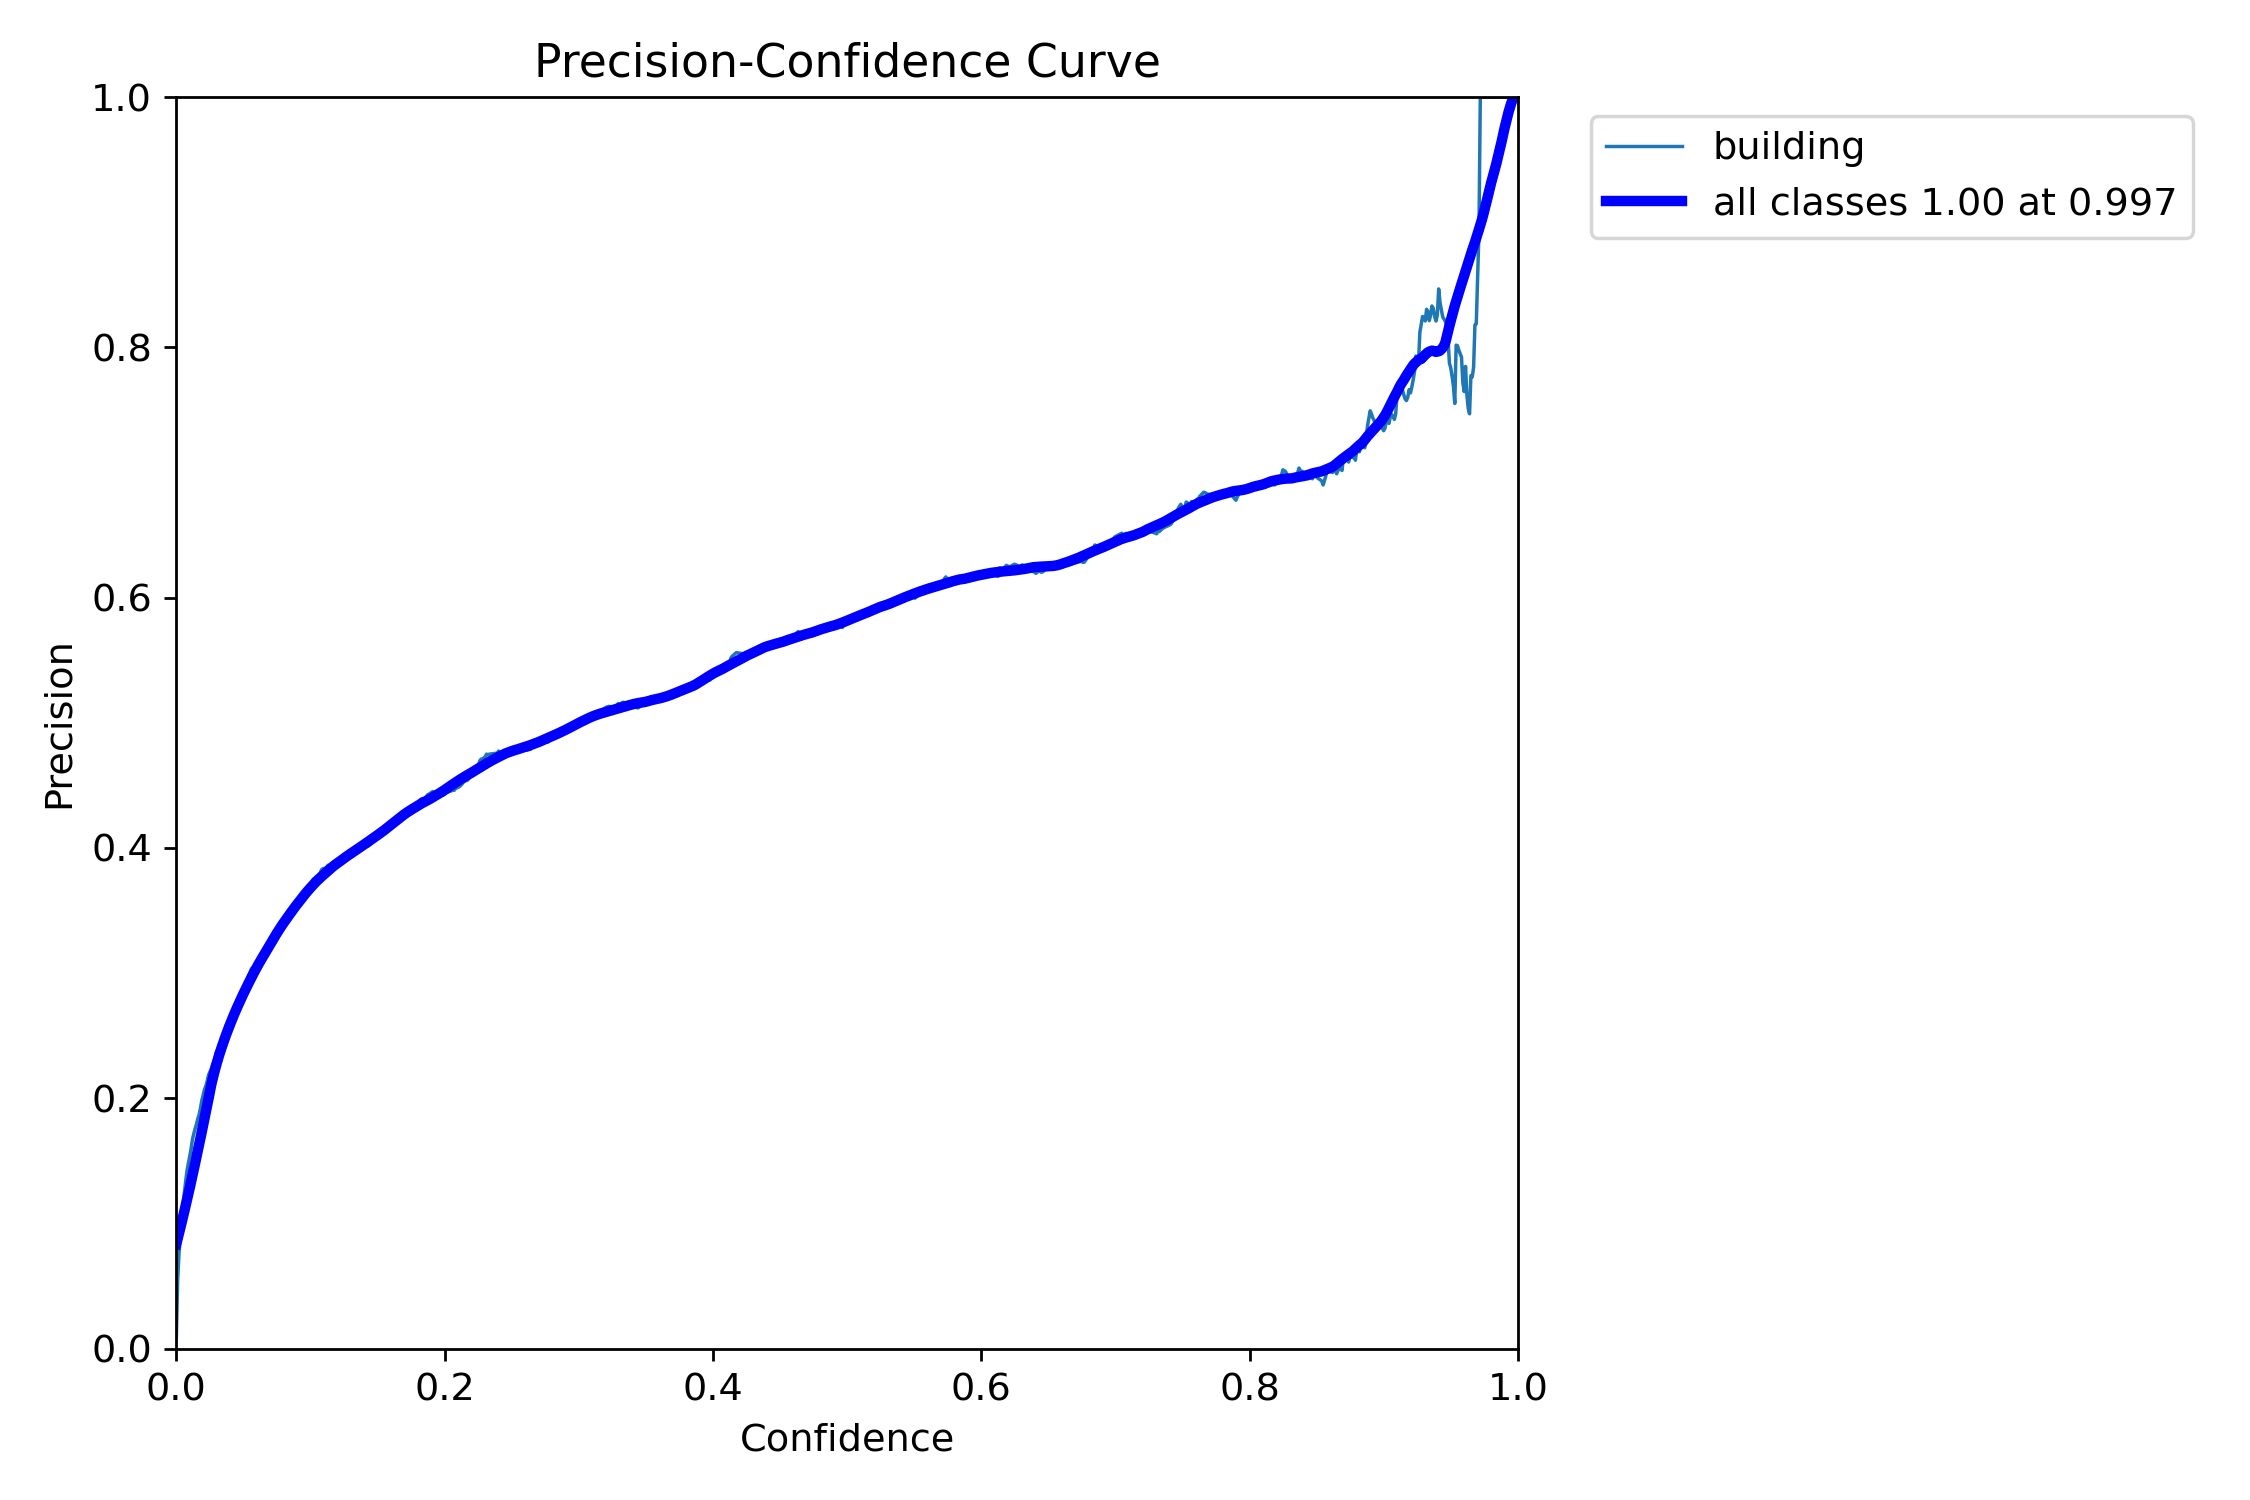 Precision-Confidence Curve
building
all classes 1.00 at 0.997
Precision
1.0
0.8
0.6
0.4
0.2
0.0
0.0 0.2 0.4 0.6 0.8 1.0
Confidence